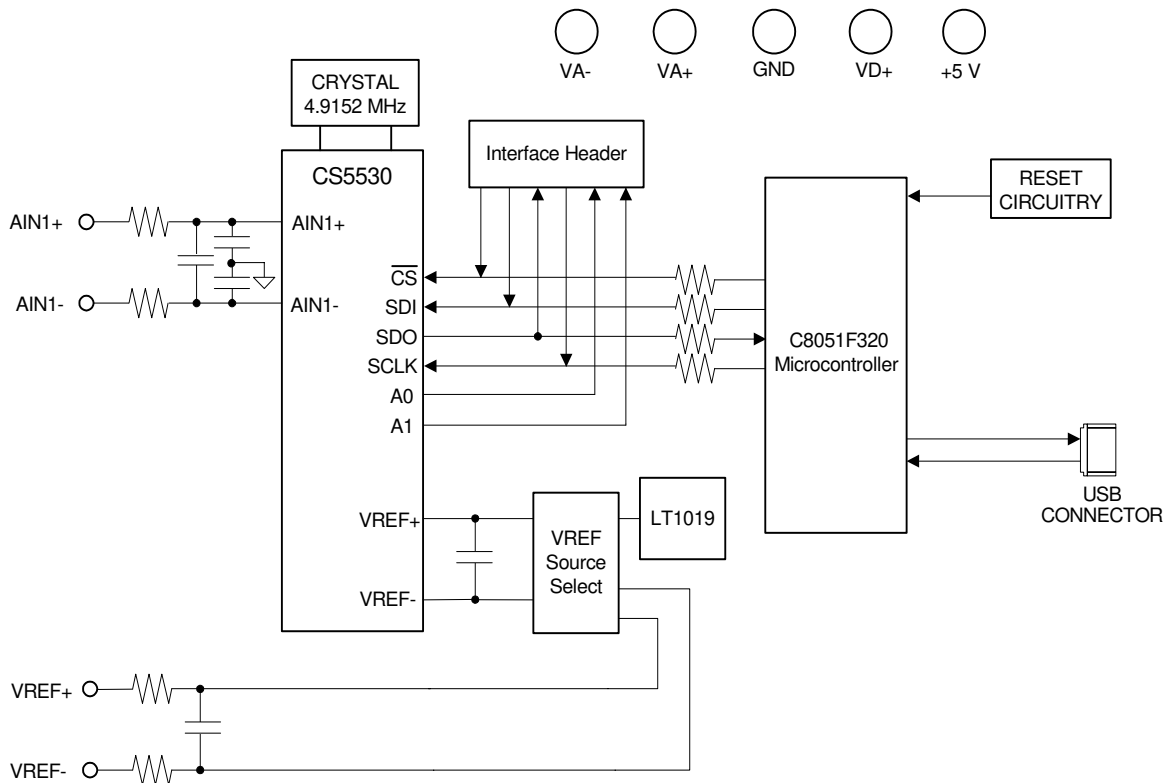 VA-
VA+
GND
VD+
+5 V
CRYSTAL
4.9152 MHz
Interface Header
CS5530
RESET
CIRCUITRY
AIN1+
AIN1+
AIN1-
AIN1-
CS
SDI
SDO
SCLK
A0
A1
C8051F320
Microcontroller
USB
CONNECTOR
VREF+
VREF-
VREF
Source
Select
LT1019
VREF+
VREF-